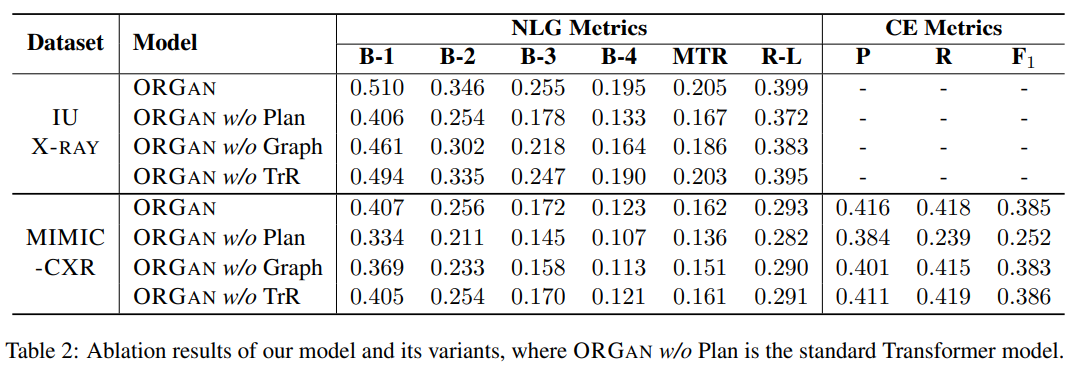 Dataset Model NLG Metrics CE Metrics
B-1 B-2 B-3 B-4 MTR R-L P R F1
IU X-RAY
ORGAN 0.510 0.346 0.255 0.195 0.205 0.399 - - -
ORGAN w/o Plan 0.406 0.254 0.178 0.133 0.167 0.372 - - -
ORGAN w/o Graph 0.461 0.302 0.218 0.164 0.186 0.383 - - -
ORGAN w/o TrR 0.494 0.335 0.247 0.190 0.203 0.395 - - -
MIMIC -CXR
ORGAN 0.407 0.256 0.172 0.123 0.162 0.293 0.416 0.418 0.385
ORGAN w/o Plan 0.334 0.211 0.145 0.107 0.136 0.282 0.384 0.239 0.252
ORGAN w/o Graph 0.369 0.233 0.158 0.113 0.151 0.290 0.401 0.415 0.383
ORGAN w/o TrR 0.405 0.254 0.170 0.121 0.161 0.291 0.411 0.419 0.386
Table 2: Ablation results of our model and its variants, where ORGAN w/o Plan is the standard Transformer model.